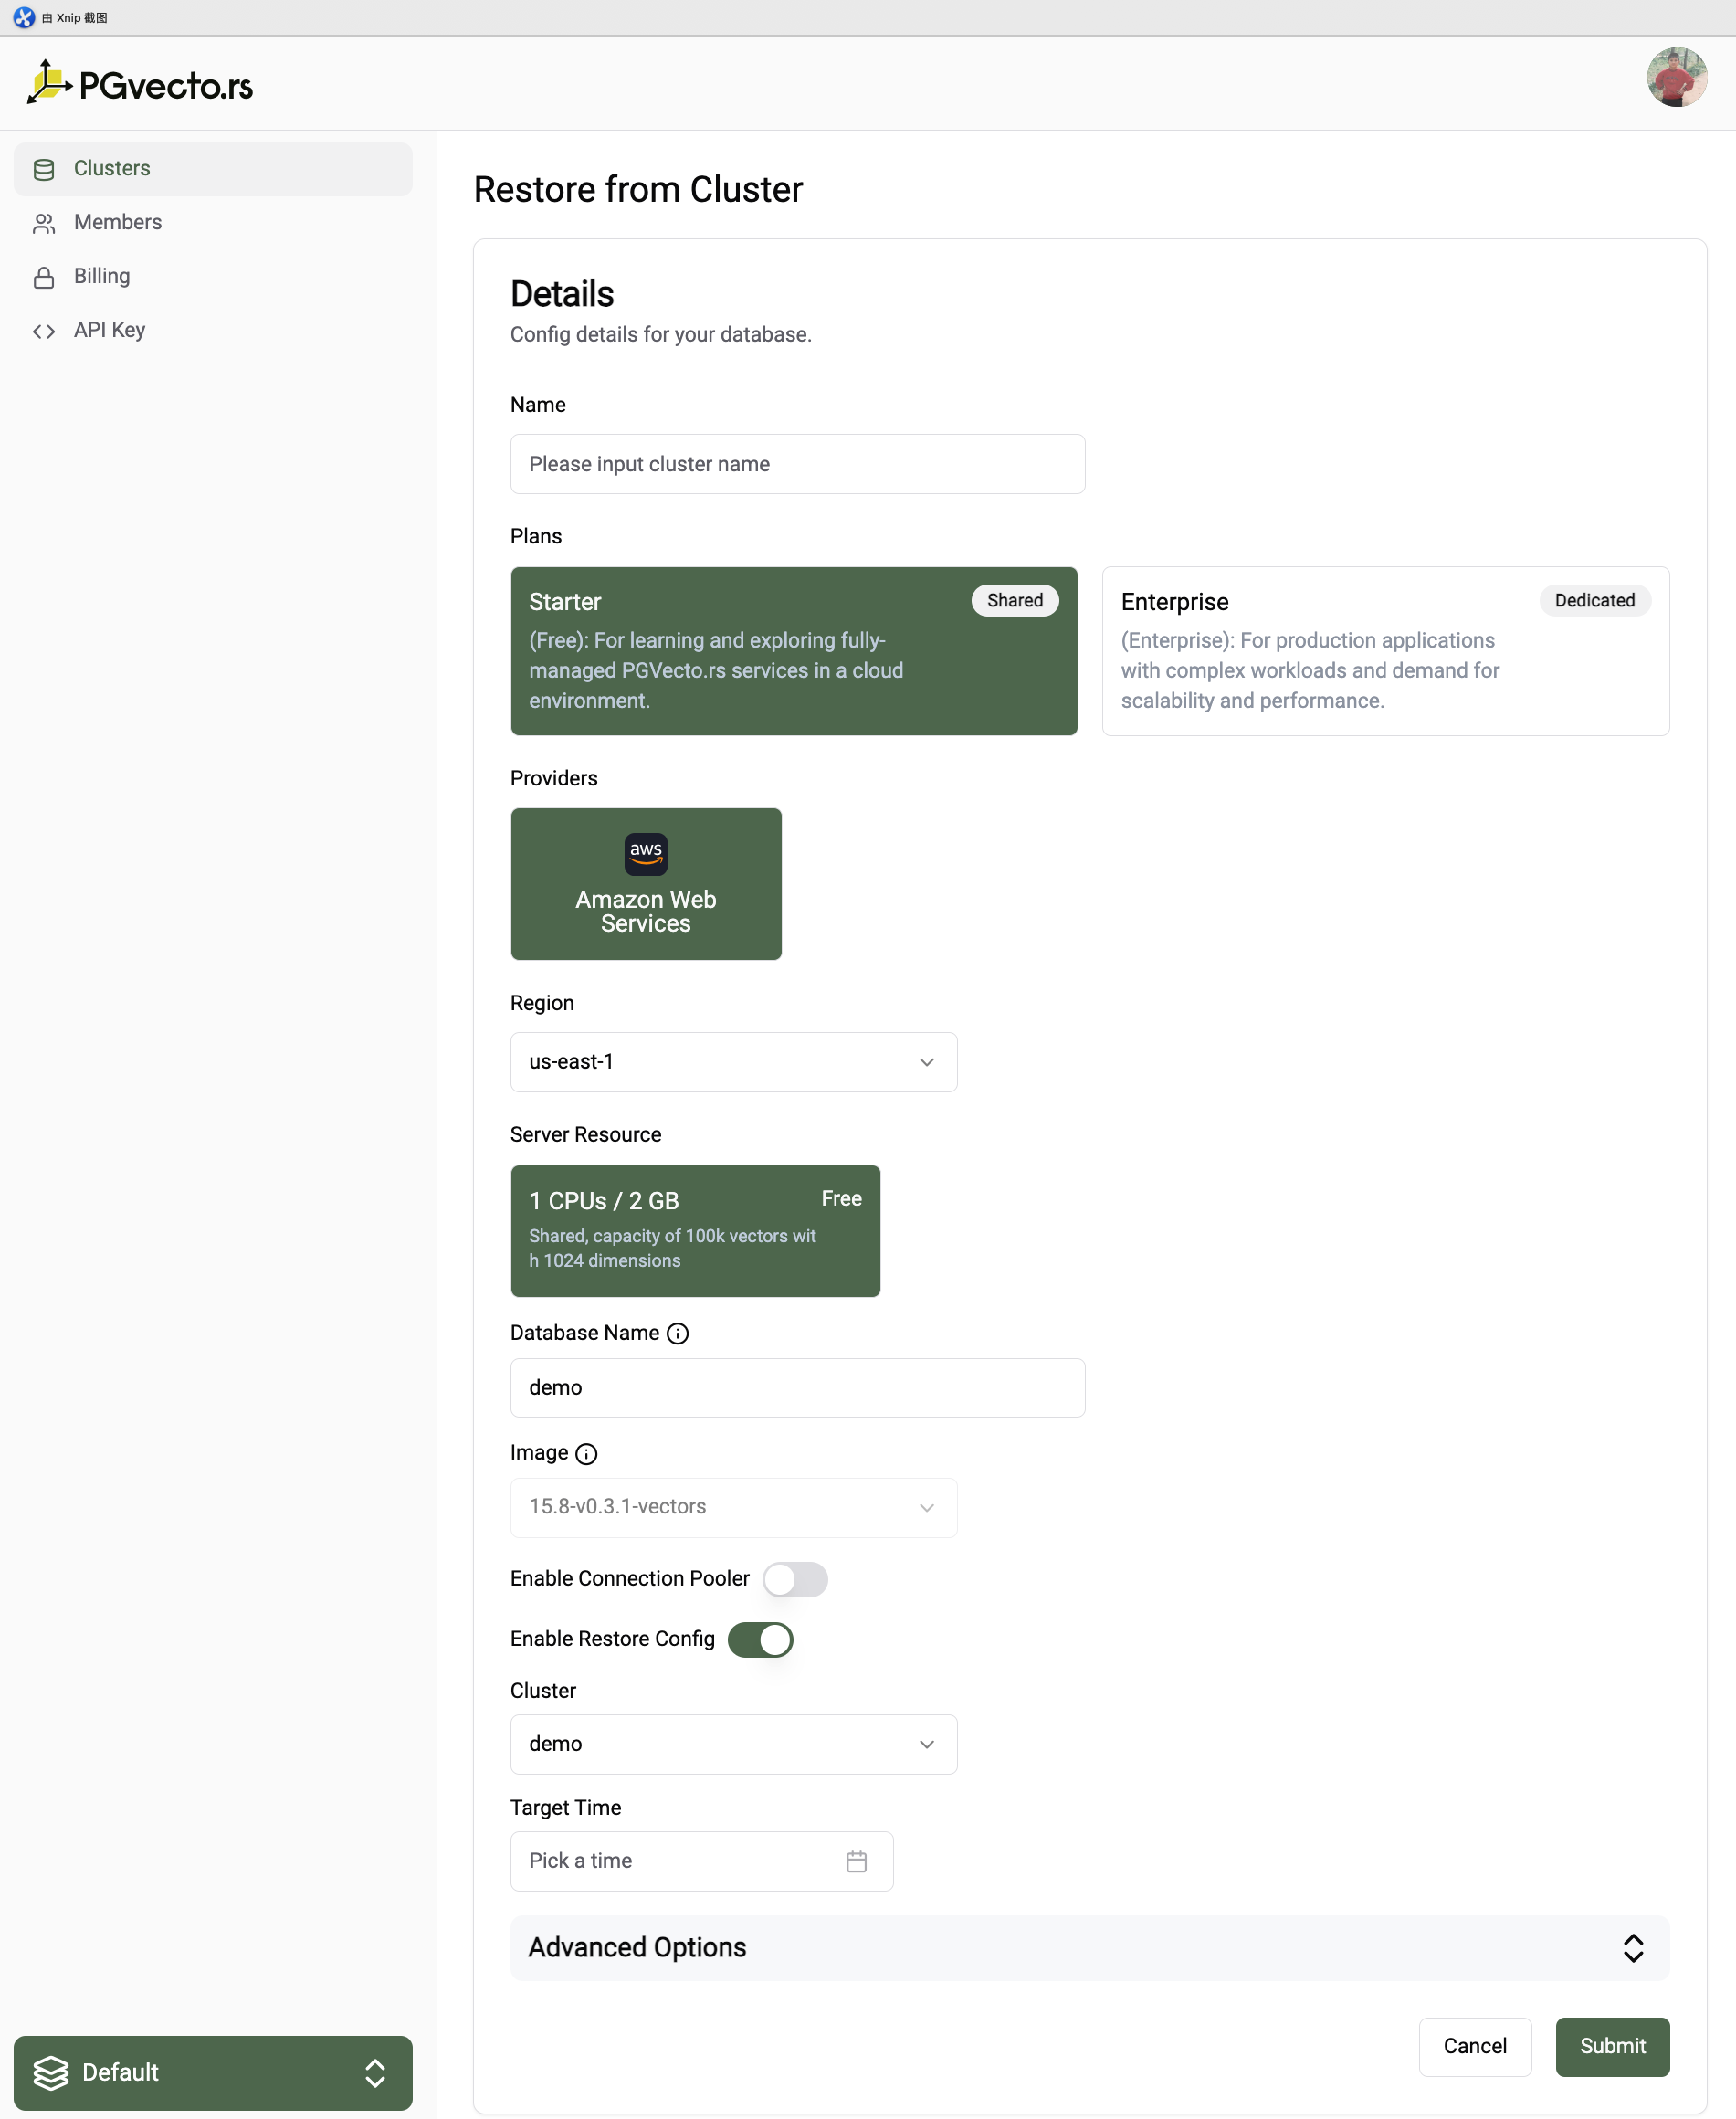 由 Xnip 截图
PGvecto.rs
Clusters
Members
Billing
API Key
Default
Restore from Cluster
Details
Config details for your database.
Name
Please input cluster name
Plans
Starter
Shared
(Free): For learning and exploring fully-
managed PGVecto.rs services in a cloud
environment.
Enterprise
Dedicated
(Enterprise): For production applications
with complex workloads and demand for
scalability and performance.
Providers
aws
Amazon Web
Services
Region
us-east-1
Server Resource
1 CPUs / 2 GB
Free
Shared, capacity of 100k vectors wit
h 1024 dimensions
Database Name
demo
Image
15.8-v0.3.1-vectors
Enable Connection Pooler
Enable Restore Config
Cluster
demo
Target Time
Pick a time
Advanced Options
Cancel
Submit